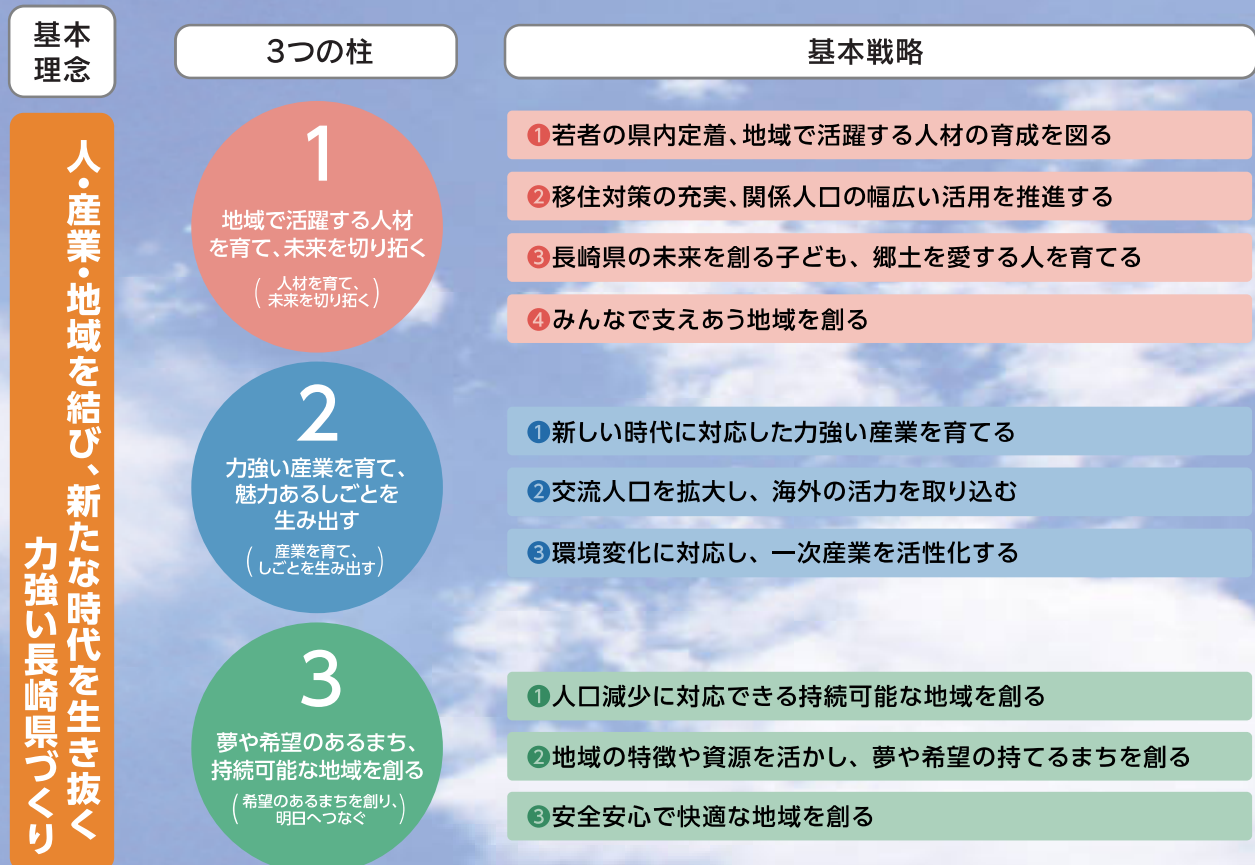 基本
理念
3つの柱
基本戦略
人・産業・地域を結び、新たな時代を生き抜く
力強い長崎県づくり
1
地域で活躍する人材
を育て、未来を切り拓く
(人材を育て、
未来を切り拓く)
❶若者の県内定着、地域で活躍する人材の育成を図る
❷移住対策の充実、関係人口の幅広い活用を推進する
❸長崎県の未来を創る子ども、郷土を愛する人を育てる
❹みんなで支えあう地域を創る
2
力強い産業を育て、
魅力あるしごとを
生み出す
(産業を育て、
しごとを生み出す)
❶新しい時代に対応した力強い産業を育てる
❷交流人口を拡大し、海外の活力を取り込む
❸環境変化に対応し、一次産業を活性化する
3
夢や希望のあるまち、
持続可能な地域を創る
(希望のあるまちを創り、
明日へつなぐ)
❶人口減少に対応できる持続可能な地域を創る
❷地域の特徴や資源を活かし、夢や希望の持てるまちを創る
❸安全安心で快適な地域を創る